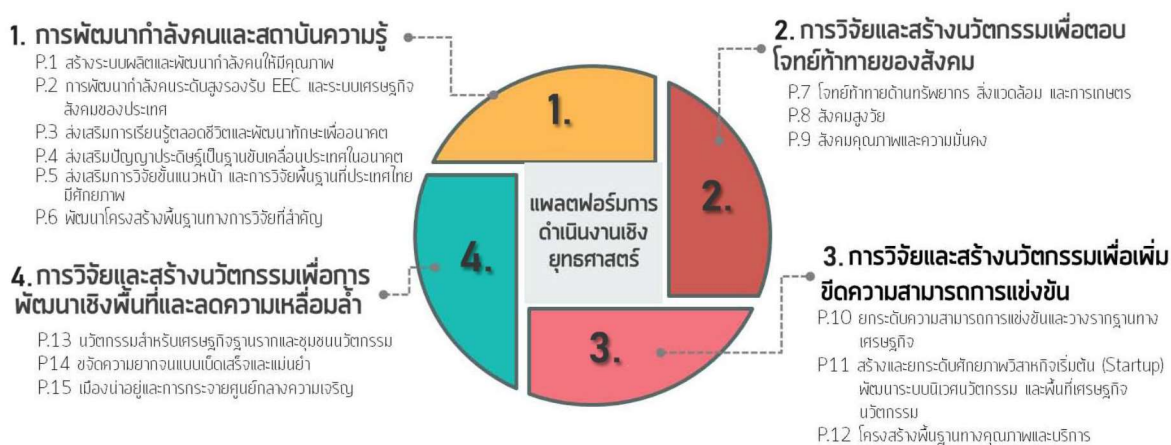 1. การพัฒนากำลังคนและสถาบันความรู้
P.1 สร้างระบบผลิตและพัฒนากำลังคนให้มีคุณภาพ
P.2 การพัฒนากำลังคนระดับสูงรองรับ EEC และระบบเศรษฐกิจ
สังคมของประเทศ
P.3 ส่งเสริมการเรียนรู้ตลอดชีวิตและพัฒนาทักษะเพื่ออนาคต
P.4 ส่งเสริมปัญญาประดิษฐ์เป็นฐานขับเคลื่อนประเทศในอนาคต
P.5 ส่งเสริมการวิจัยขั้นแนวหน้า และการวิจัยพื้นฐานที่ประเทศไทย
มีศักยภาพ
P.6 พัฒนาโครงสร้างพื้นฐานทางการวิจัยที่สำคัญ
2. การวิจัยและสร้างนวัตกรรมเพื่อตอบ
โจทย์ท้าทายของสังคม
P.7 โจทย์ท้าทายด้านทรัพยากร สิ่งแวดล้อม และการเกษตร
P.8 สังคมสูงวัย
P.9 สังคมคุณภาพและความมั่นคง
1.
2.
3.
4.
แพลตฟอร์มการ
ดำเนินงานเชิง
ยุทธศาสตร์
3. การวิจัยและสร้างนวัตกรรมเพื่อเพิ่ม
ขีดความสามารถการแข่งขัน
P.10 ยกระดับความสามารถการแข่งขันและวางรากฐานทาง
เศรษฐกิจ
P11 สร้างและยกระดับศักยภาพวิสาหกิจเริ่มต้น (Startup)
พัฒนาระบบนิเวศนวัตกรรม และพื้นที่เศรษฐกิจ
นวัตกรรม
P.12 โครงสร้างพื้นฐานทางคุณภาพและบริการ
4. การวิจัยและสร้างนวัตกรรมเพื่อการ
พัฒนาเชิงพื้นที่และลดความเหลื่อมล้ำ
P.13 นวัตกรรมสำหรับเศรษฐกิจฐานรากและชุมชนนวัตกรรม
P14 ขจัดความยากจนแบบเบ็ดเสร็จและแม่นยำ
P.15 เมืองน่าอยู่และการกระจายศูนย์กลางความเจริญ